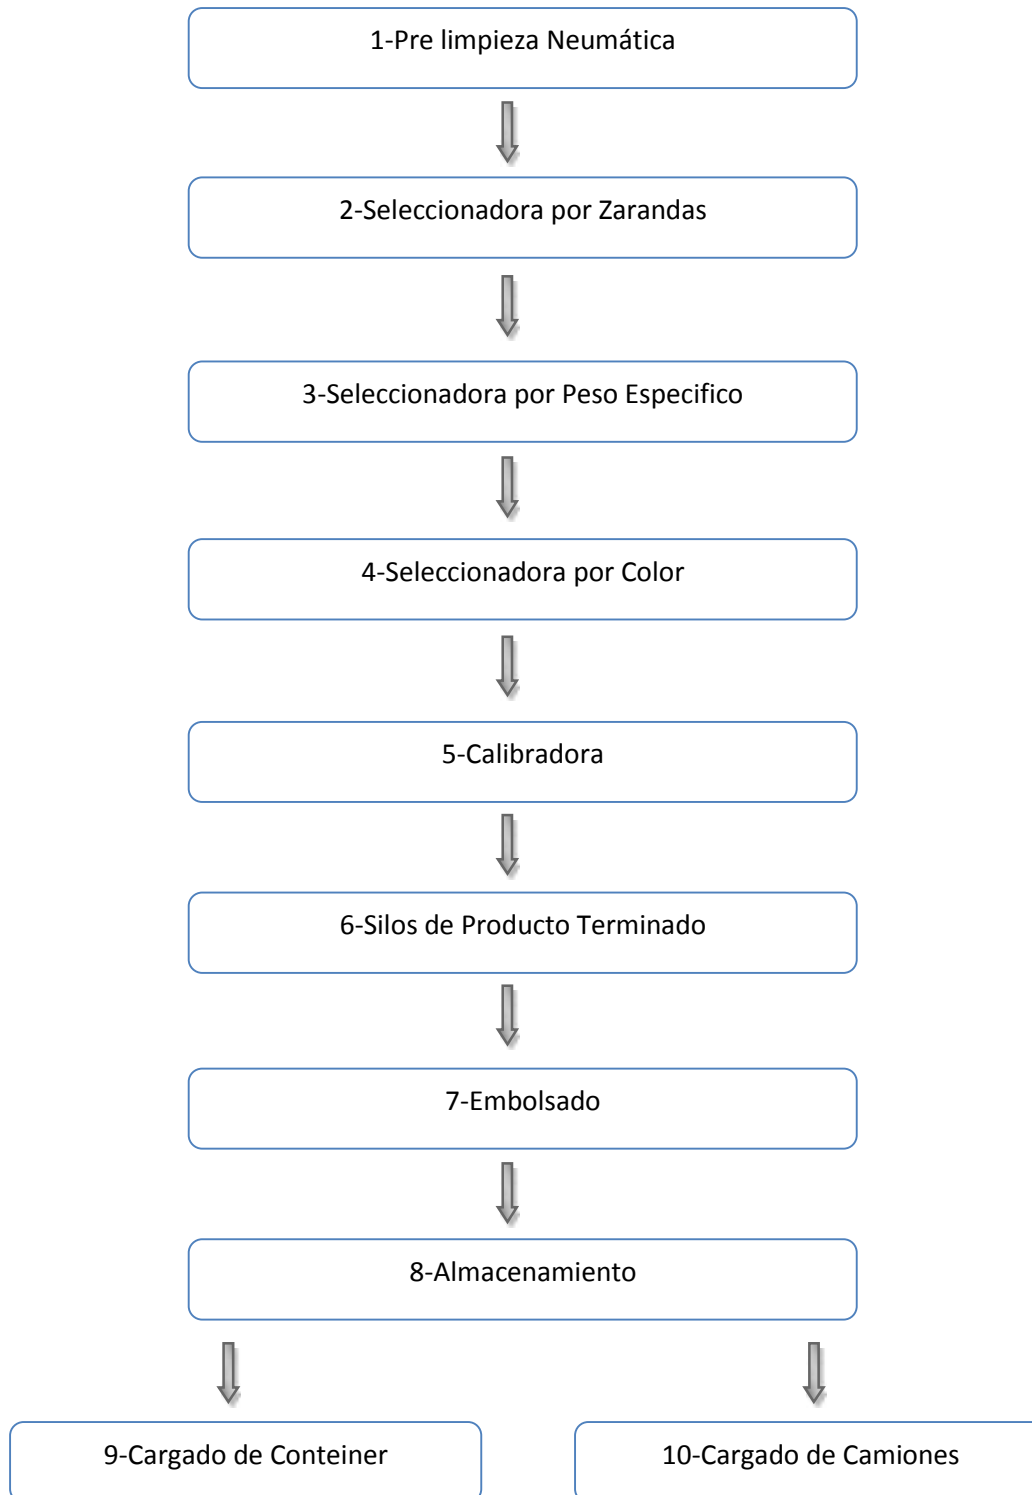 1-Pre limpieza Neumática
2-Seleccionadora por Zarandas
3-Seleccionadora por Peso Especifico
4-Seleccionadora por Color
5-Calibradora
6-Silos de Producto Terminado
7-Embolsado
8-Almacenamiento
9-Cargado de Conteiner
10-Cargado de Camiones